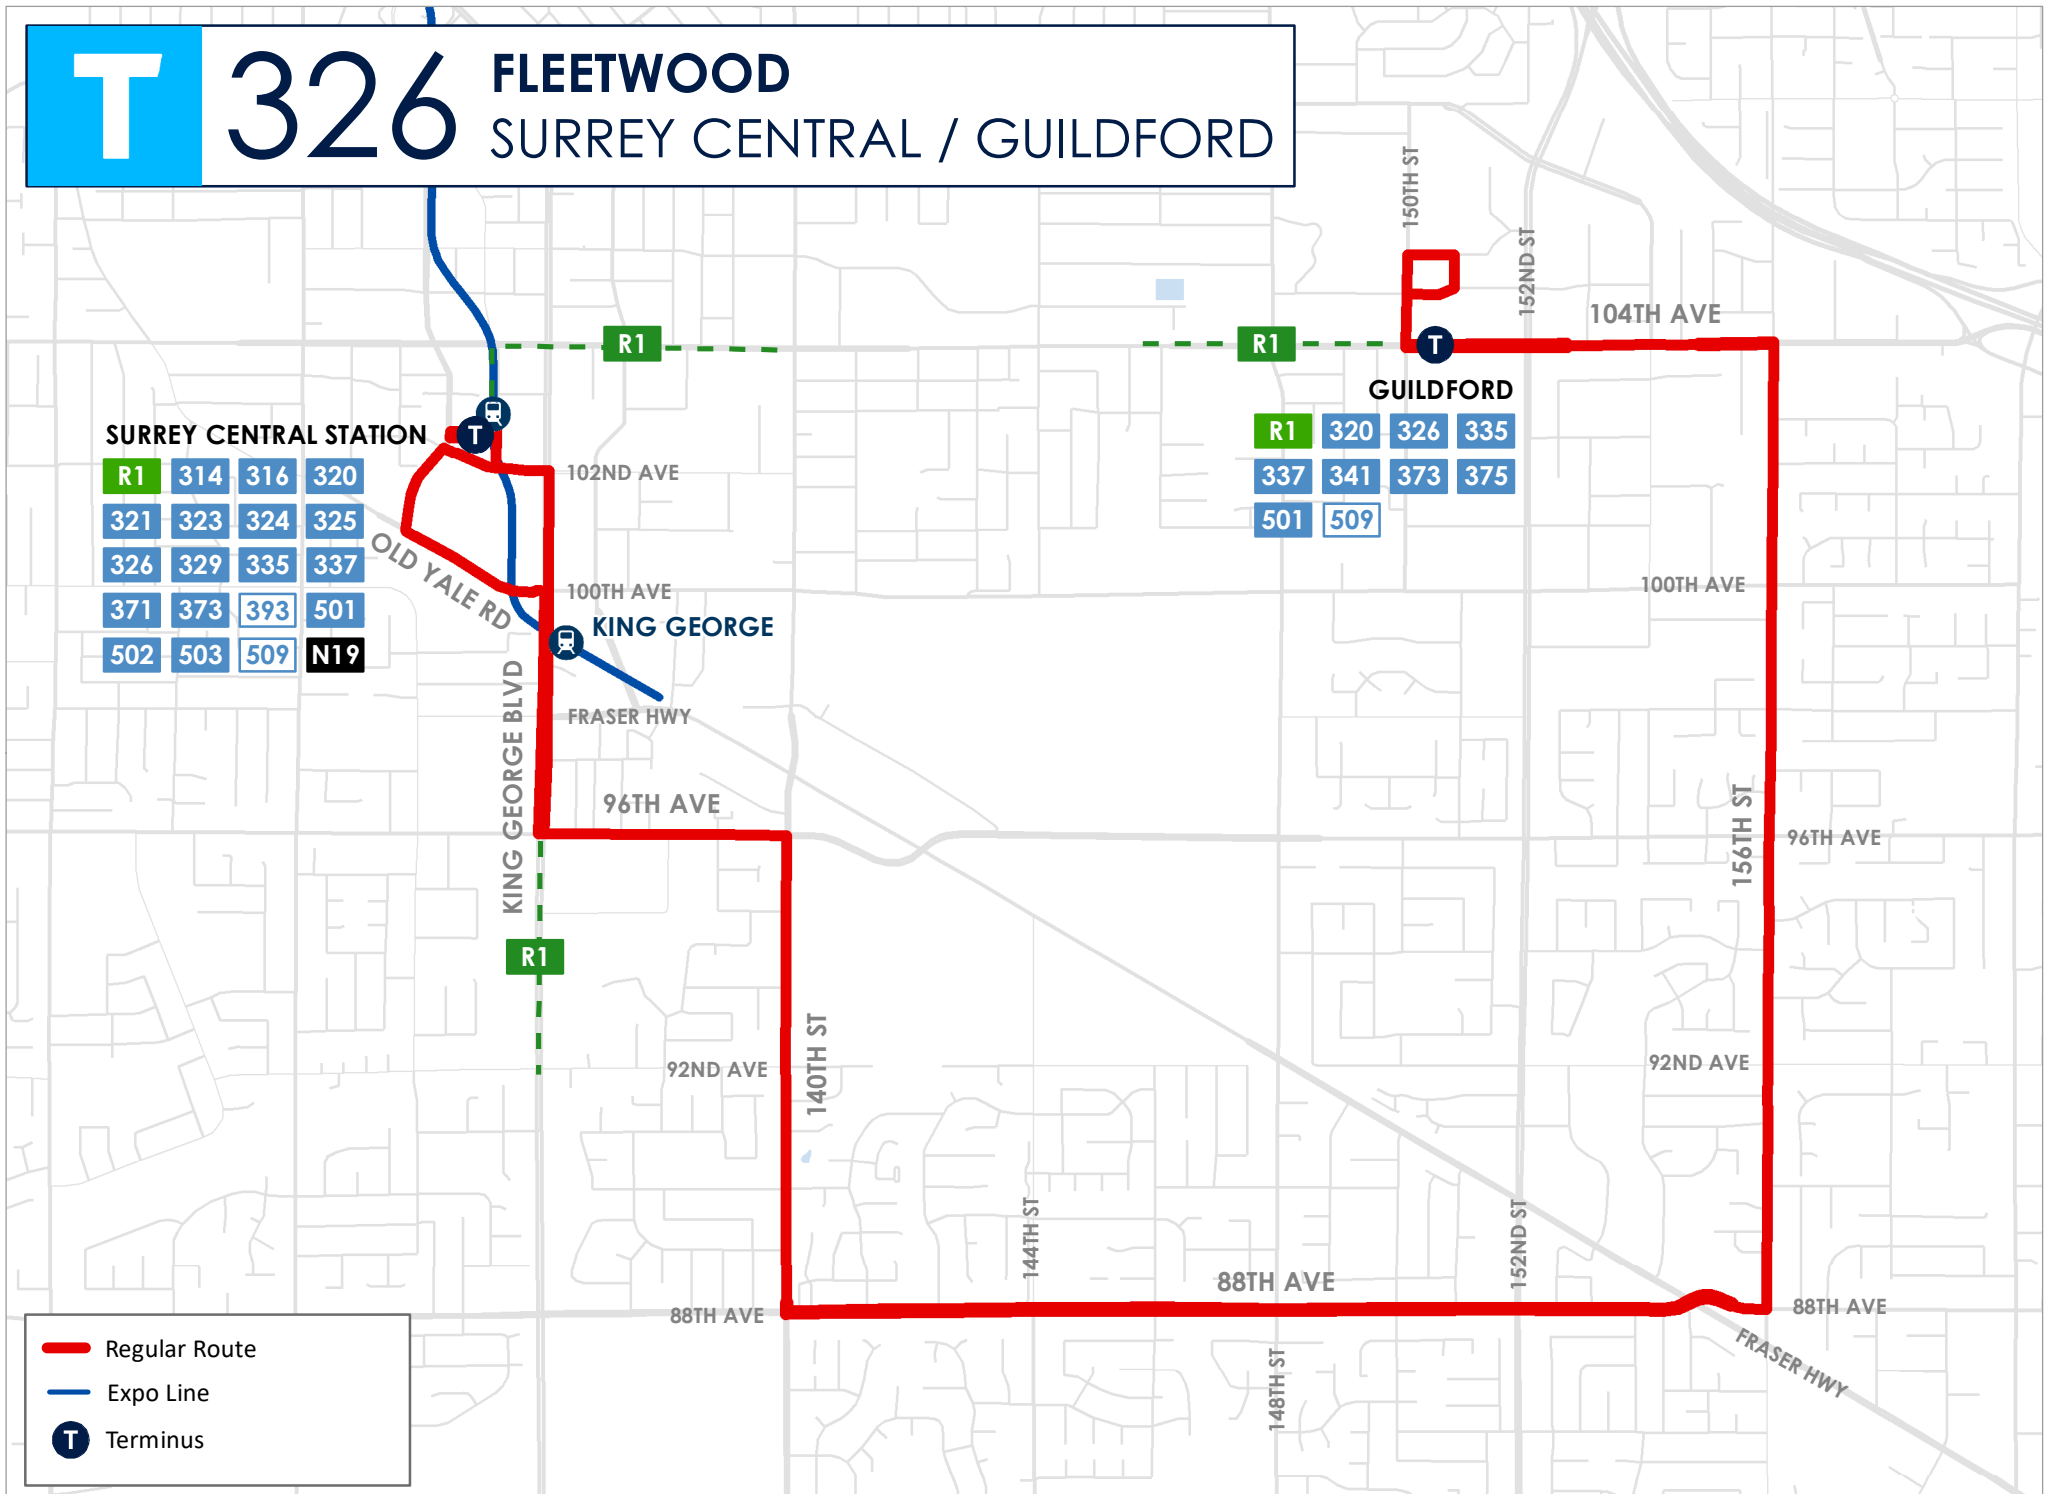 T 326 FLEETWOOD
SURREY CENTRAL / GUILDFORD
150TH ST
152ND ST
104TH AVE
R1
R1
T
GUILDFORD
R1 320 326 335
337 341 373 375
501 509
SURREY CENTRAL STATION
T
R1 314 316 320
321 323 324 325
326 329 335 337
371 373 393 501
502 503 509 N19
102ND AVE
OLD YALE RD
100TH AVE
100TH AVE
KING GEORGE
KING GEORGE BLVD
FRASER HWY
96TH AVE
156TH ST
96TH AVE
R1
92ND AVE
140TH ST
92ND AVE
144TH ST
152ND ST
88TH AVE
88TH AVE
88TH AVE
FRASER HWY
148TH ST
Regular Route
Expo Line
T Terminus